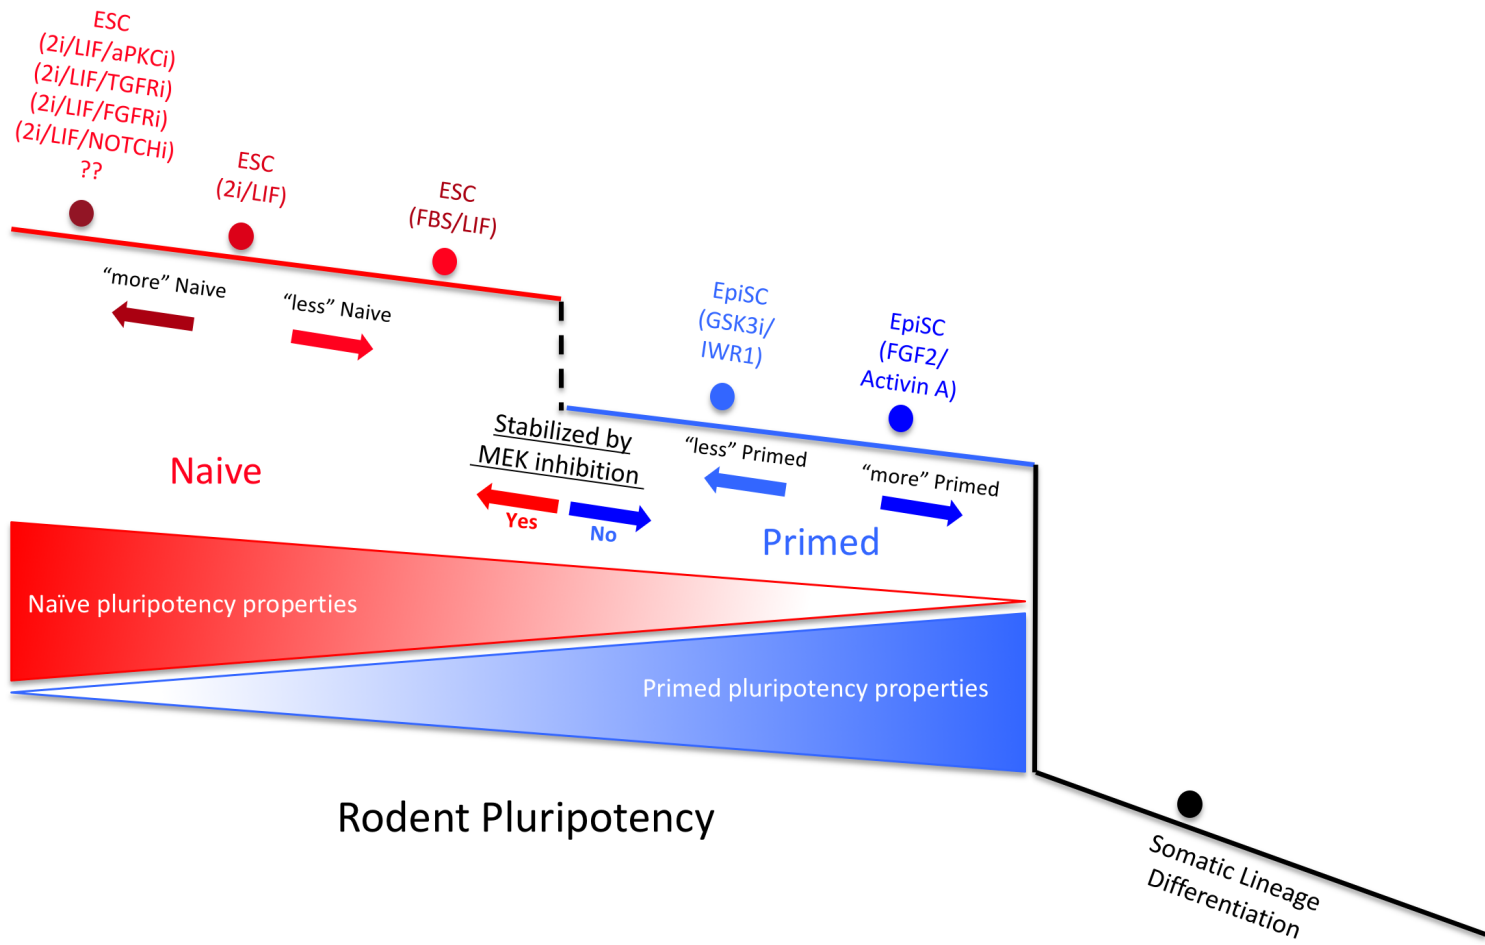 ESC
(2i/LIF/aPKCi)
(2i/LIF/TGFRi)
(2i/LIF/FGFRi)
(2i/LIF/NOTCHi)
??
ESC
(2i/LIF)
ESC
(FBS/LIF)
“more” Naive
“less” Naive
EpiSC
(GSK3i/
IWR1)
EpiSC
(FGF2/
Activin A)
Stabilized by
MEK inhibition
Yes
No
“less” Primed
“more” Primed
Naive
Primed
Naïve pluripotency properties
Primed pluripotency properties
Rodent Pluripotency
Somatic Lineage
Differentiation